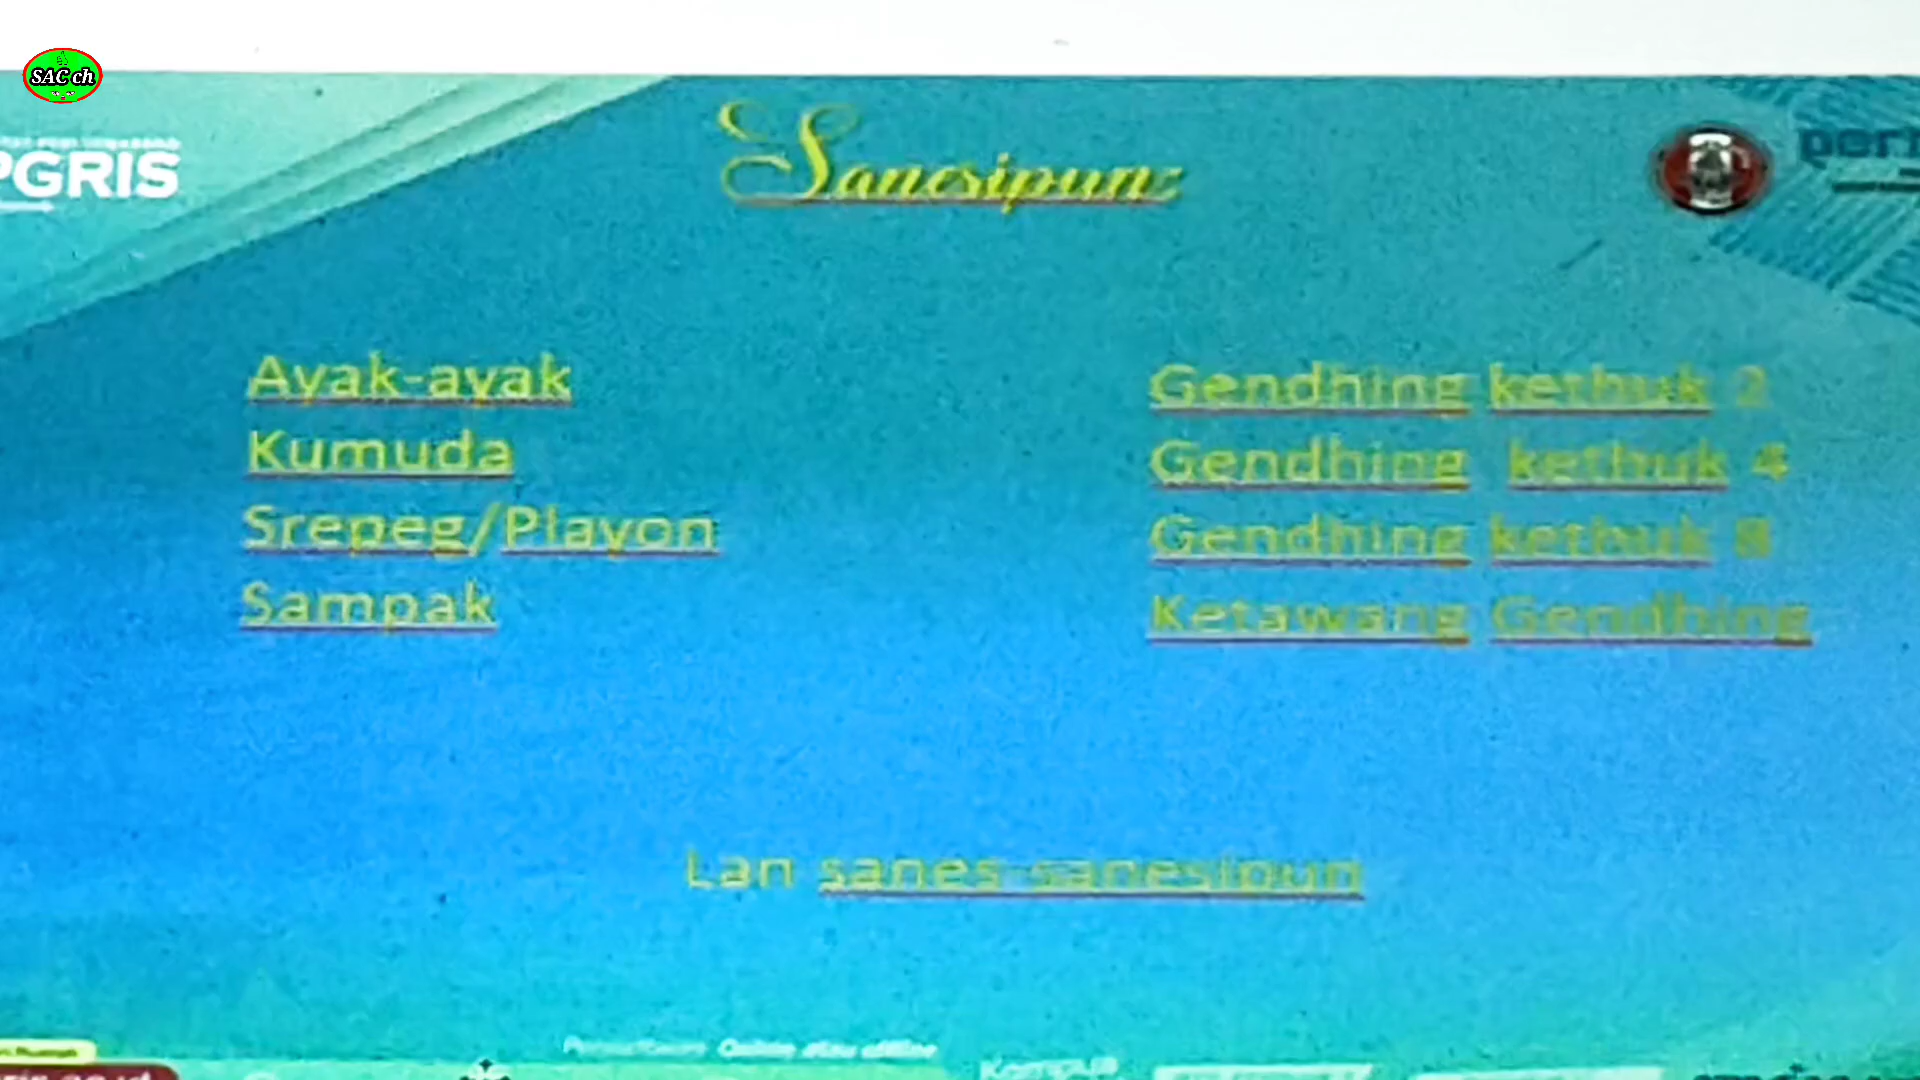 SAC ch
PGRIS
Sanesipun:
Ayak-ayak
Kumuda
Srepeg/Playon
Sampak
Gendhing kethuk 2
Gendhing kethuk 4
Gendhing kethuk 8
Ketawang Gendhing
Lan sanes-sanesipun